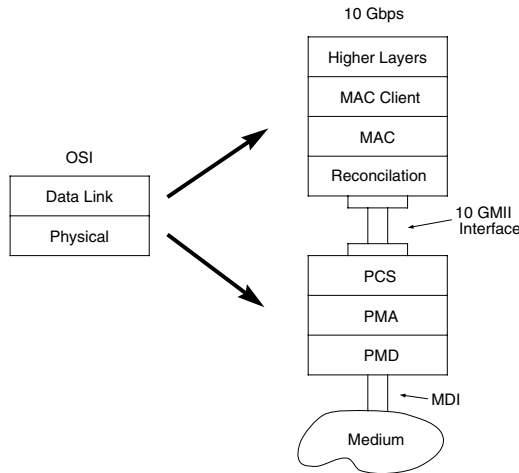 10 Gbps
Higher Layers
MAC Client
MAC
Reconcilation
OSI
Data Link
Physical
10 GMII
Interface
PCS
PMA
PMD
MDI
Medium